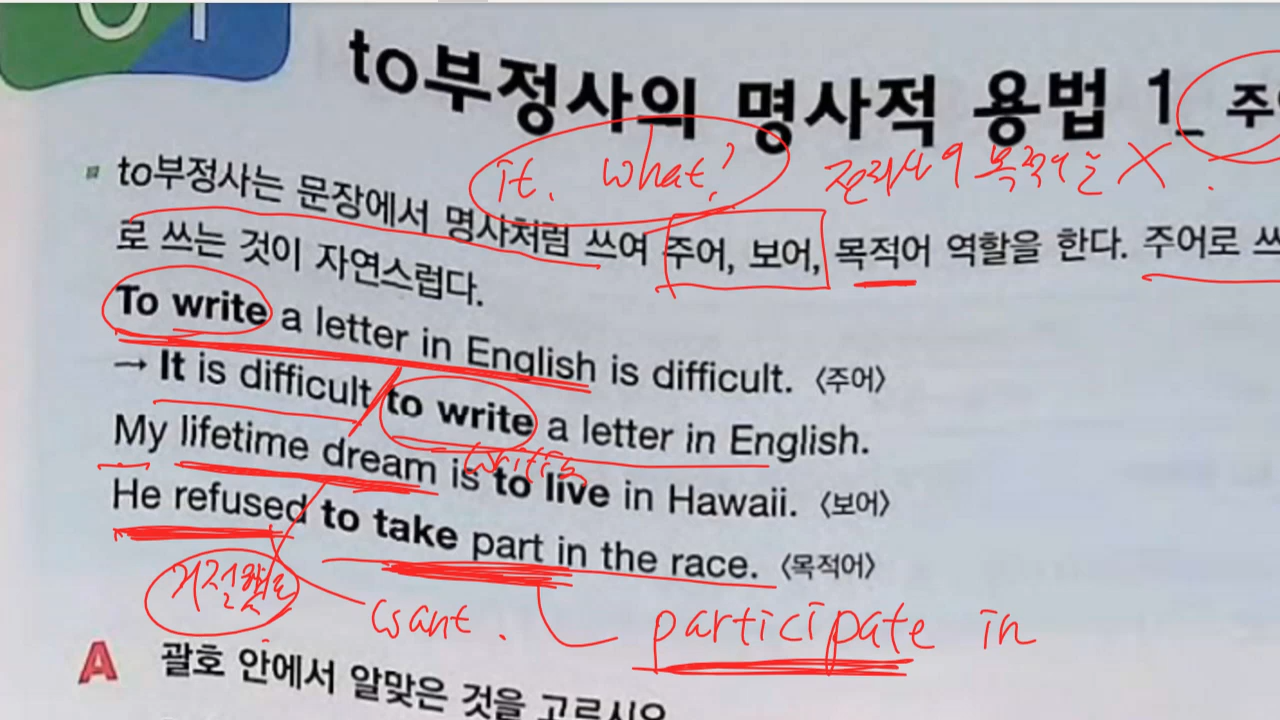 01
to부정사의 명사적 용법 1_ 주어
it. what?
전치사의 목적어는 X.
to부정사는 문장에서 명사처럼 쓰여 주어, 보어, 목적어 역할을 한다. 주어로 쓰
로 쓰는 것이 자연스럽다.
To write a letter in English is difficult. 〈주어〉
→ It is difficult to write a letter in English.
My lifetime dream is to live in Hawaii. 〈보어〉
He refused to take part in the race. 〈목적어〉
want.
participate in
A 괄호 안에서 알맞은 것을 고르시오